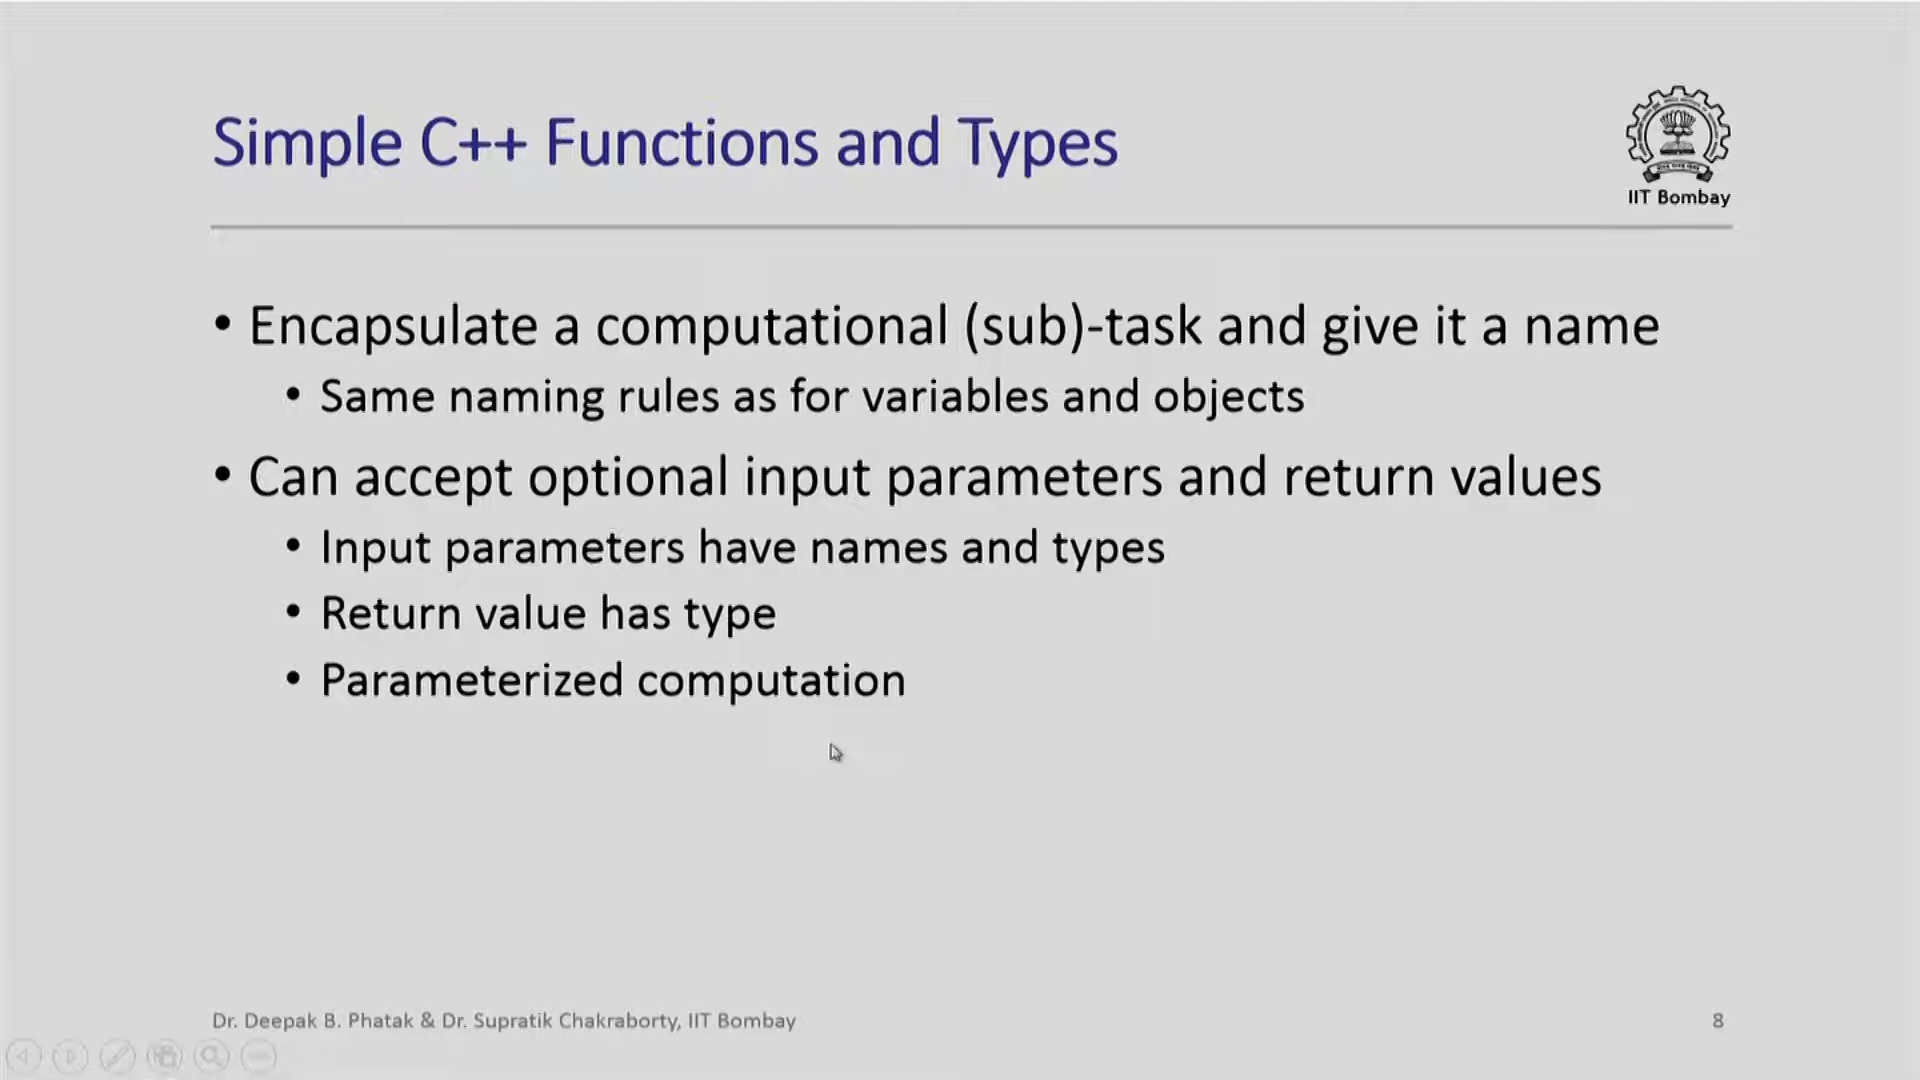 Simple C++ Functions and Types
IIT Bombay
• Encapsulate a computational (sub)-task and give it a name
• Same naming rules as for variables and objects
• Can accept optional input parameters and return values
• Input parameters have names and types
• Return value has type
• Parameterized computation
Dr. Deepak B. Phatak & Dr. Supratik Chakraborty, IIT Bombay
8